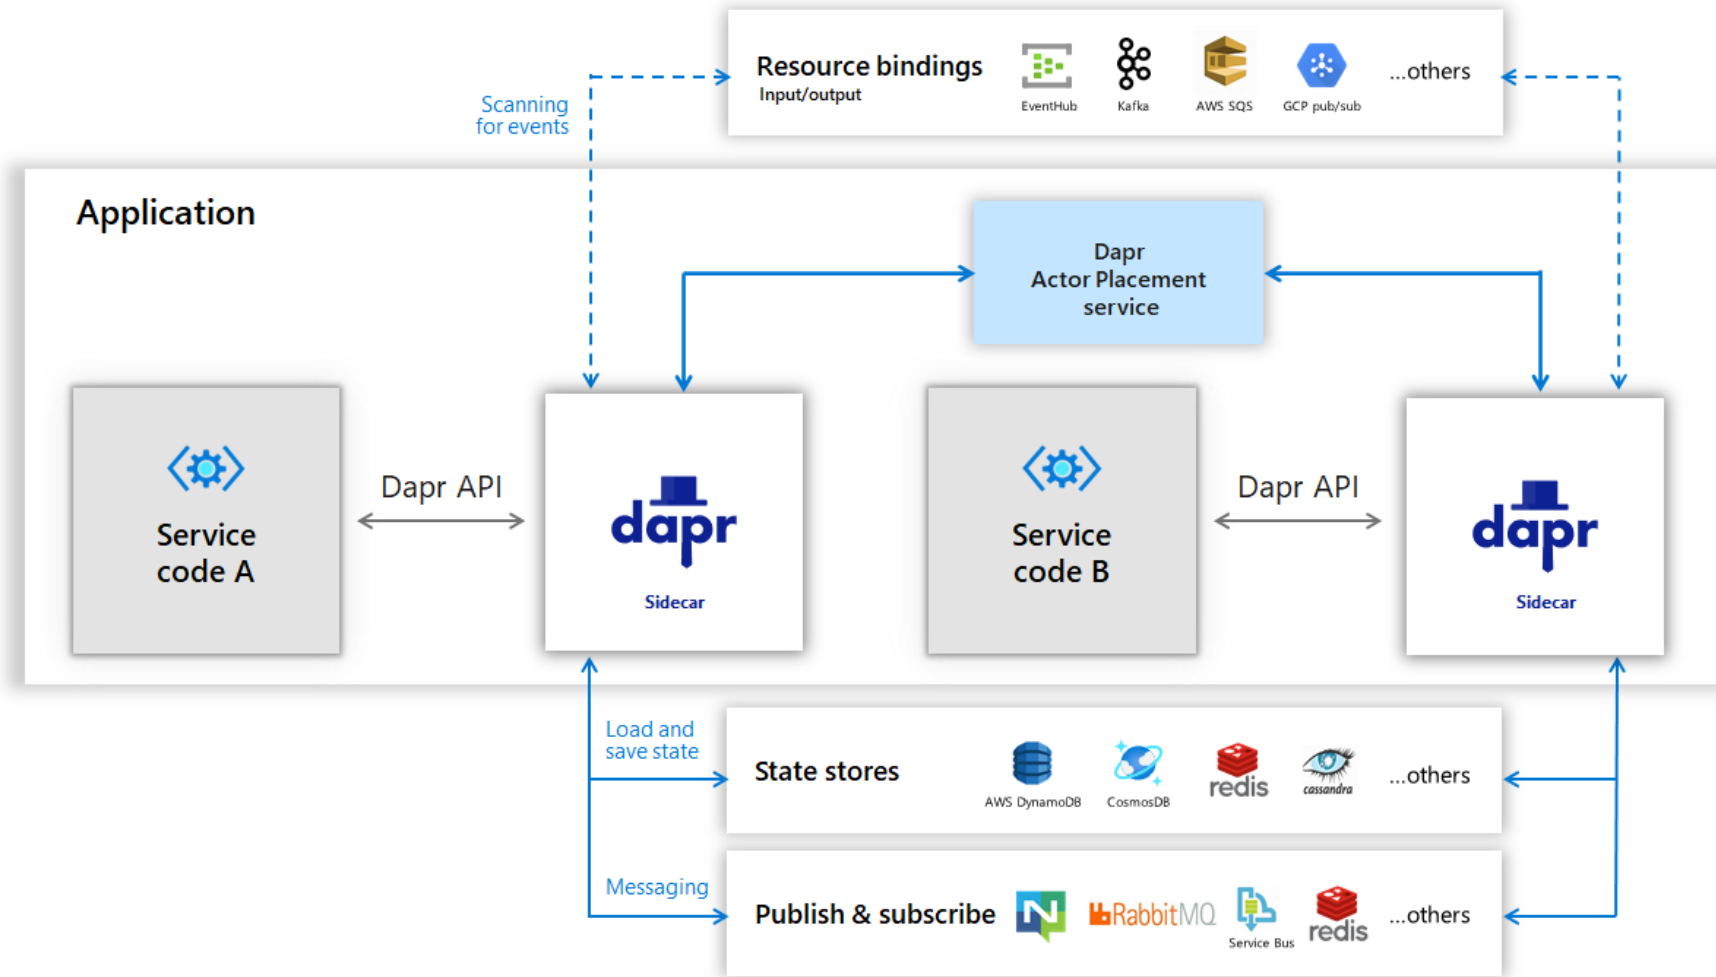 Resource bindings
Input/output
EventHub
Kafka
AWS SQS
GCP pub/sub
...others
Scanning
for events
Application
Dapr
Actor Placement
service
Service
code A
Dapr API
dapr
Sidecar
Service
code B
Dapr API
dapr
Sidecar
Load and
save state
State stores
AWS DynamoDB
CosmosDB
redis
cassandra
...others
Messaging
Publish & subscribe
N
RabbitMQ
Service Bus
redis
...others